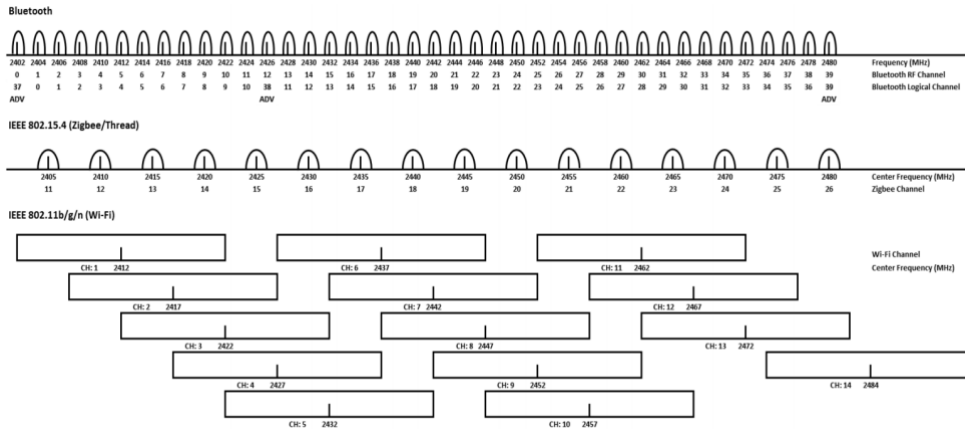 Bluetooth
2402 2404 2406 2408 2410 2412 2414 2416 2418 2420 2422 2424 2426 2428 2430 2432 2434 2436 2438 2440 2442 2444 2446 2448 2450 2452 2454 2456 2458 2460 2462 2464 2466 2468 2470 2472 2474 2476 2478 2480 Frequency (MHz)
0 1 2 3 4 5 6 7 8 9 10 11 12 13 14 15 16 17 18 19 20 21 22 23 24 25 26 27 28 29 30 31 32 33 34 35 36 37 38 39 Bluetooth RF Channel
37 0 1 2 3 4 5 6 7 8 9 10 38 11 12 13 14 15 16 17 18 19 20 21 22 23 24 25 26 27 28 29 30 31 32 33 34 35 36 39 Bluetooth Logical Channel
ADV ADV ADV
IEEE 802.15.4 (Zigbee/Thread)
2405 2410 2415 2420 2425 2430 2435 2440 2445 2450 2455 2460 2465 2470 2475 2480 Center Frequency (MHz)
11 12 13 14 15 16 17 18 19 20 21 22 23 24 25 26 Zigbee Channel
IEEE 802.11b/g/n (Wi-Fi)
Wi-Fi Channel
CH: 1 2412 CH: 6 2437 CH: 11 2462 Center Frequency (MHz)
CH: 2 2417 CH: 7 2442 CH: 12 2467
CH: 3 2422 CH: 8 2447 CH: 13 2472
CH: 4 2427 CH: 9 2452 CH: 14 2484
CH: 5 2432 CH: 10 2457